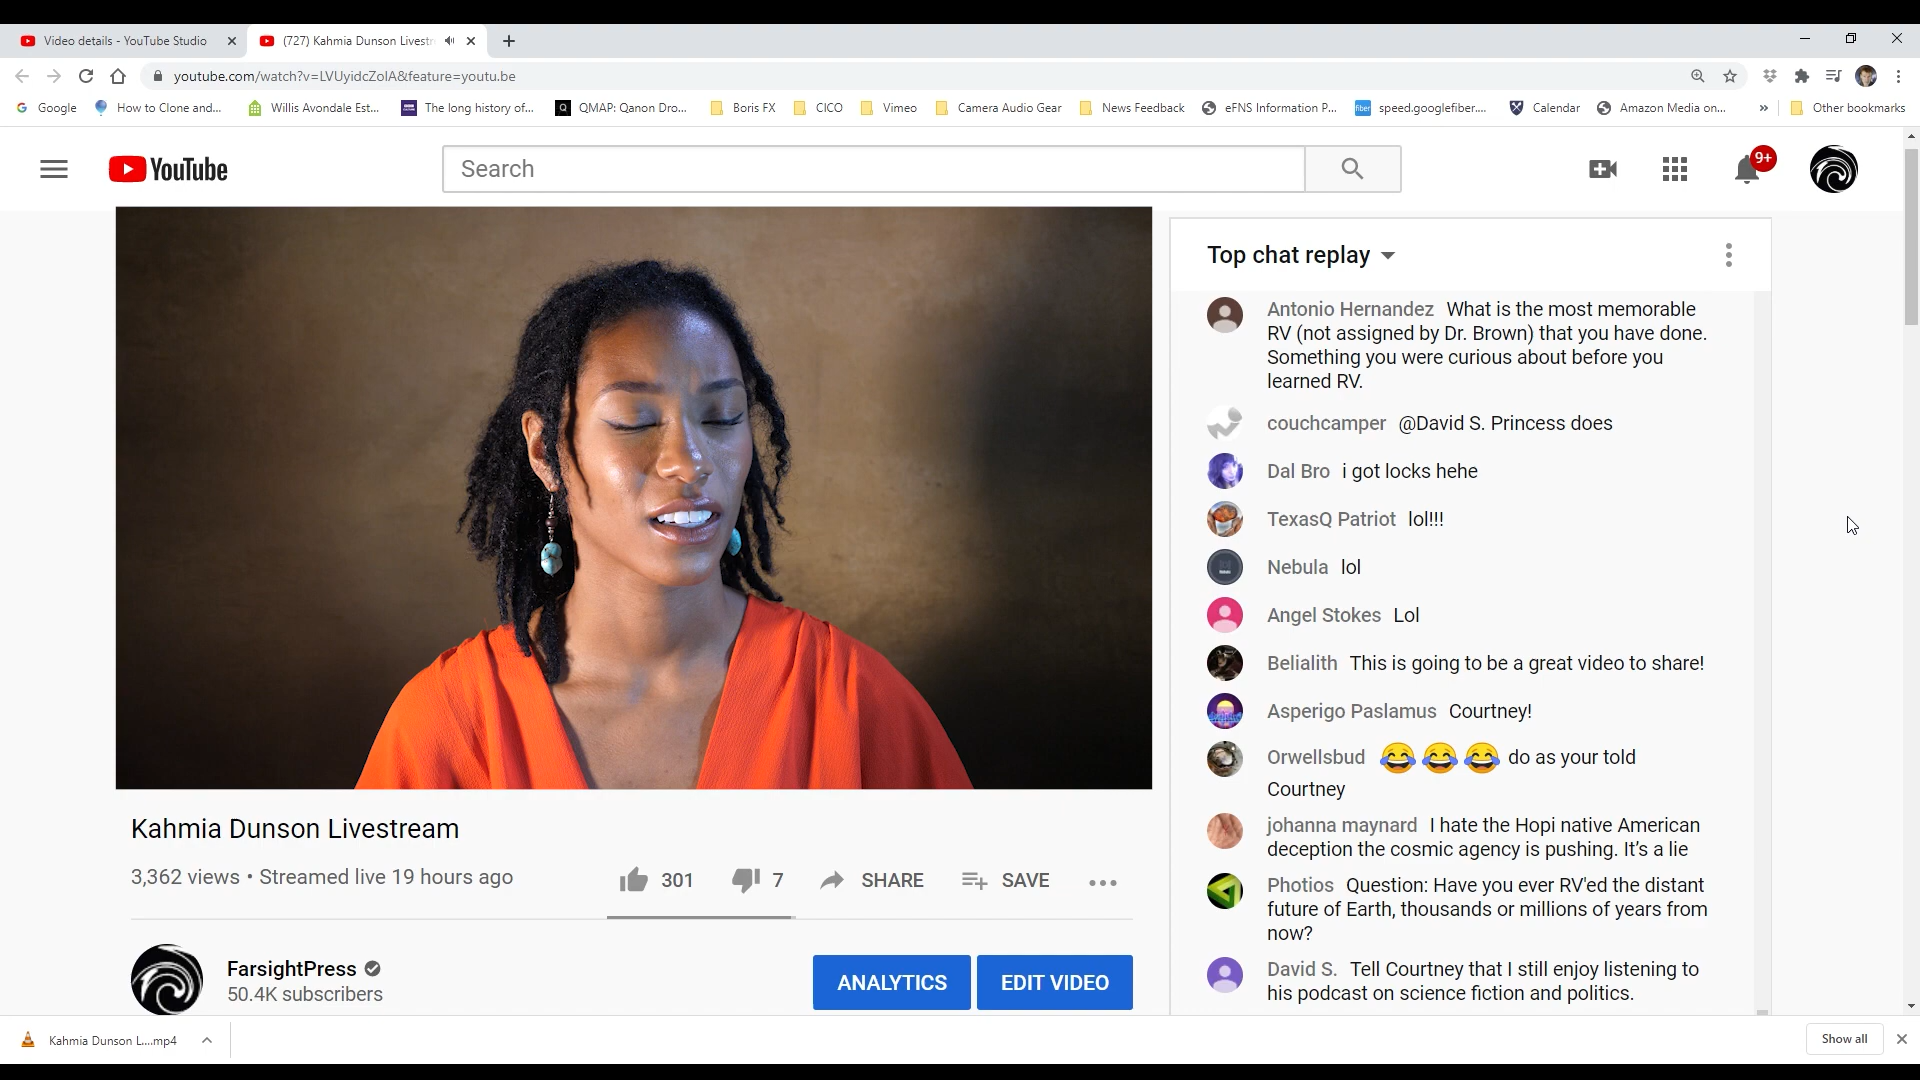 Video details - YouTube Studio
(727) Kahmia Dunson Livestr
youtube.com/watch?v=LVUyidcZolA&feature=youtu.be
Google
How to Clone and...
Willis Avondale Est...
The long history of...
QMAP: Qanon Dro...
Boris FX
CICO
Vimeo
Camera Audio Gear
News Feedback
eFNS Information P...
speed.googlefiber....
Calendar
Amazon Media on...
»
Other bookmarks
YouTube
Search
9+
Top chat replay
Antonio Hernandez What is the most memorable
RV (not assigned by Dr. Brown) that you have done.
Something you were curious about before you
learned RV.
couchcamper @David S. Princess does
Dal Bro i got locks hehe
TexasQ Patriot lol!!!
Nebula lol
Angel Stokes Lol
Belialith This is going to be a great video to share!
Asperigo Paslamus Courtney!
Orwellsbud 😂😂😂 do as your told
Courtney
johanna maynard I hate the Hopi native American
deception the cosmic agency is pushing. It's a lie
Photios Question: Have you ever RV'ed the distant
future of Earth, thousands or millions of years from
now?
David S. Tell Courtney that I still enjoy listening to
his podcast on science fiction and politics.
Kahmia Dunson Livestream
3,362 views • Streamed live 19 hours ago
301
7
SHARE
SAVE
FarsightPress
50.4K subscribers
ANALYTICS
EDIT VIDEO
Kahmia Dunson L....mp4
Show all